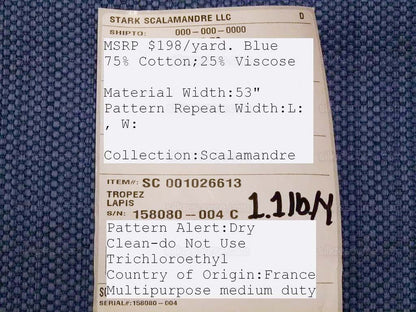 STARK SCALAMANDRE LLC D
SHIPTO: 000-000-0000
MSRP $198/yard. Blue
75% Cotton;25% Viscose
Material Width:53"
Pattern Repeat Width:L:
, W:
Collection:Scalamandre
ITEM#: SC 001026613
TROPEZ
LAPIS
S/N: 158080-004 C 1.1lb/Y
Pattern Alert:Dry
Clean-do Not Use
Trichloroethyl
Country of Origin:France
Multipurpose medium duty
SERIAL#:158080-004